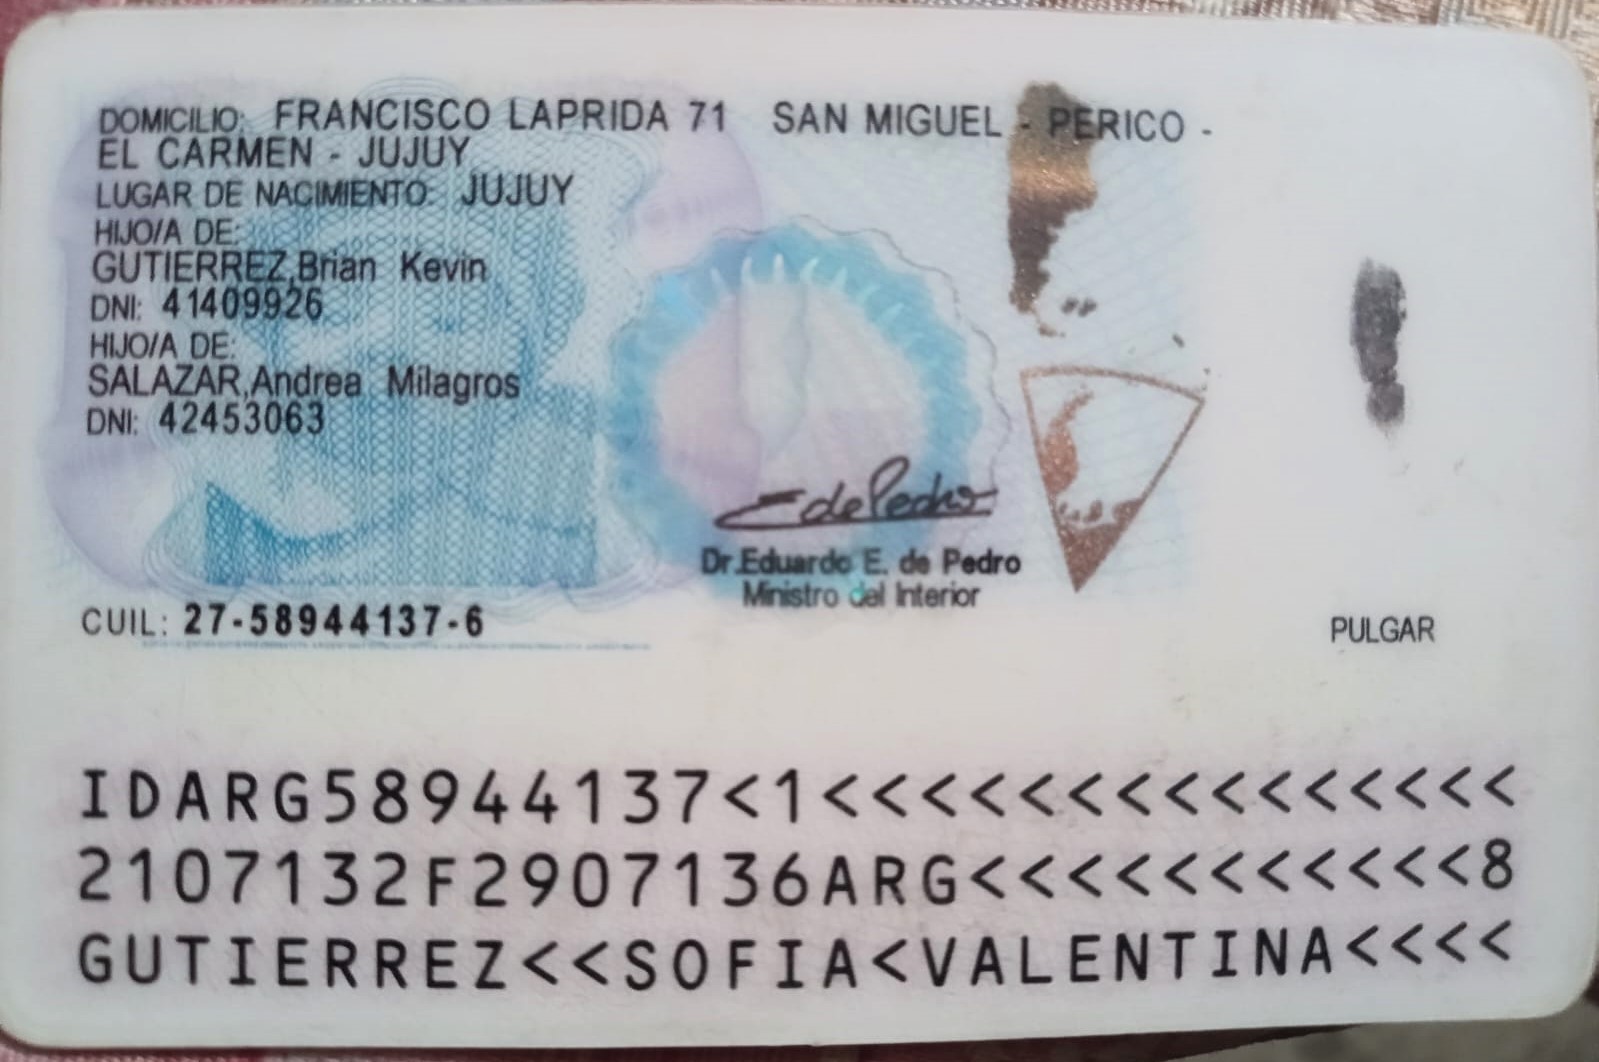 DOMICILIO: FRANCISCO LAPRIDA 71 SAN MIGUEL - PERICO -
EL CARMEN - JUJUY
LUGAR DE NACIMIENTO: JUJUY
HIJO/A DE:
GUTIERREZ,Brian Kevin
DNI: 41409926
HIJO/A DE:
SALAZAR,Andrea Milagros
DNI: 42453063
E de Pedro
Dr.Eduardo E. de Pedro
Ministro del Interior
CUIL: 27-58944137-6
PULGAR
IDARG58944137<1<<<<<<<<<<<<<<<
2107132F2907136ARG<<<<<<<<<<<8
GUTIERREZ<<SOFIA<VALENTINA<<<<